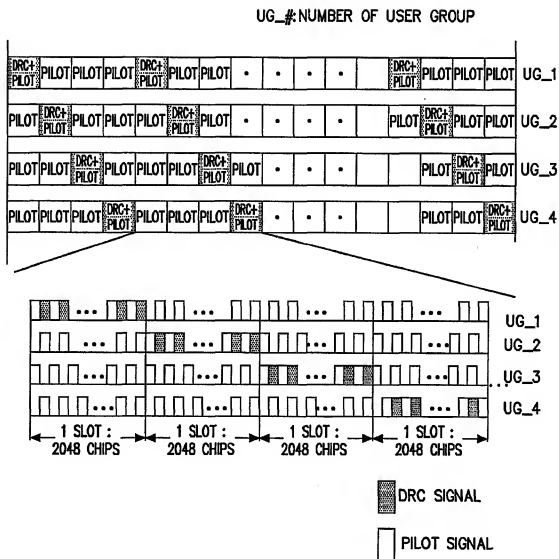 UG_#:NUMBER OF USER GROUP
DRC+ PILOT PILOT PILOT PILOT DRC+ PILOT PILOT PILOT • • • • DRC+ PILOT PILOT PILOT PILOT UG_1
PILOT DRC+ PILOT PILOT PILOT PILOT DRC+ PILOT PILOT • • • • PILOT DRC+ PILOT PILOT PILOT UG_2
PILOT PILOT DRC+ PILOT PILOT PILOT PILOT DRC+ PILOT PILOT • • • PILOT DRC+ PILOT PILOT UG_3
PILOT PILOT PILOT DRC+ PILOT PILOT PILOT PILOT DRC+ PILOT • • • PILOT PILOT PILOT DRC+ PILOT UG_4
••• ••• ••• ••• UG_1
••• ••• ••• ••• UG_2
••• ••• ••• ••• ..UG_3
••• ••• ••• ••• UG_4
1 SLOT : 1 SLOT : 1 SLOT : 1 SLOT :
2048 CHIPS 2048 CHIPS 2048 CHIPS 2048 CHIPS
DRC SIGNAL
PILOT SIGNAL